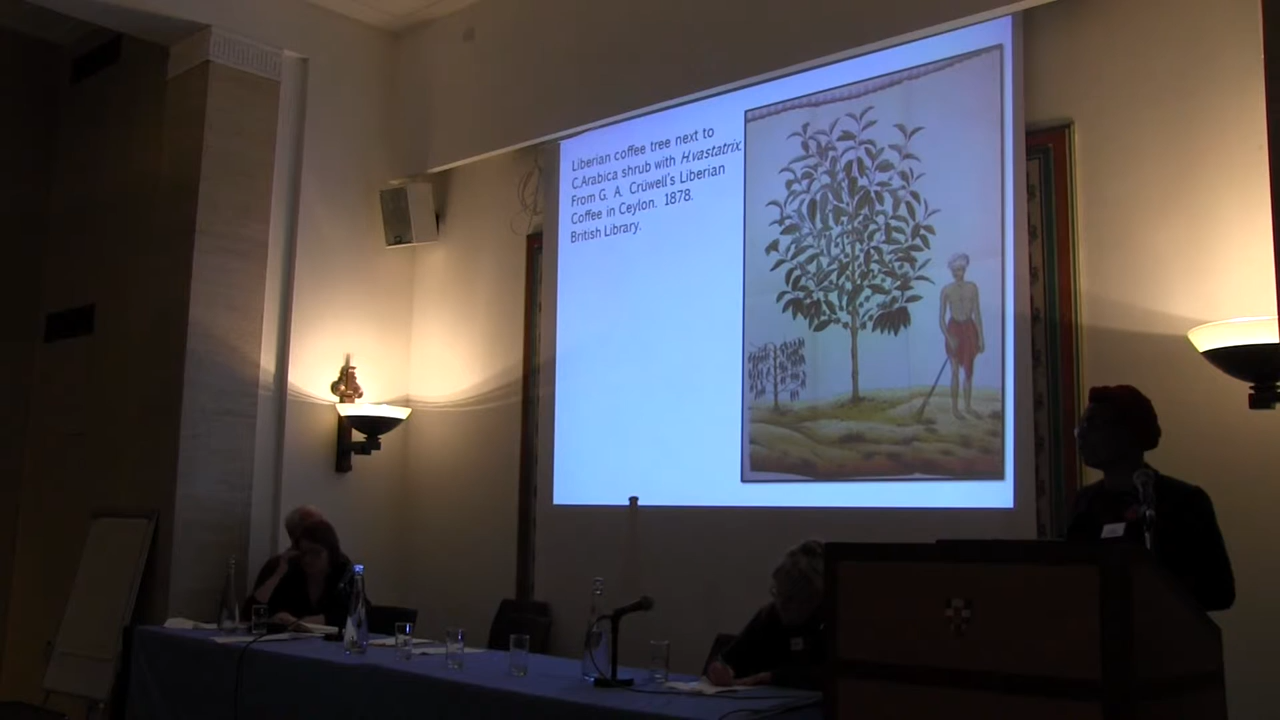 Liberian coffee tree next to
C.Arabica shrub with H.vastatrix.
From G. A. Crüwell's Liberian
Coffee in Ceylon. 1878.
British Library.